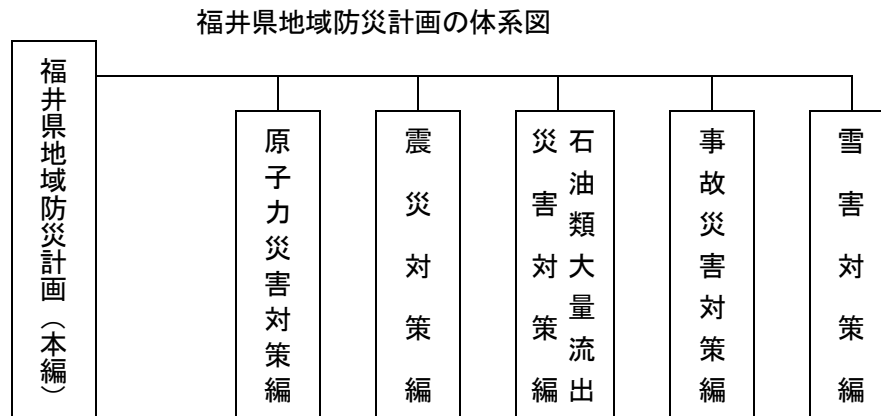 福井県地域防災計画の体系図
福井県地域防災計画（本編）
原子力災害対策編
震災対策編
石油類大量流出
災害対策編
事故災害対策編
雪害対策編